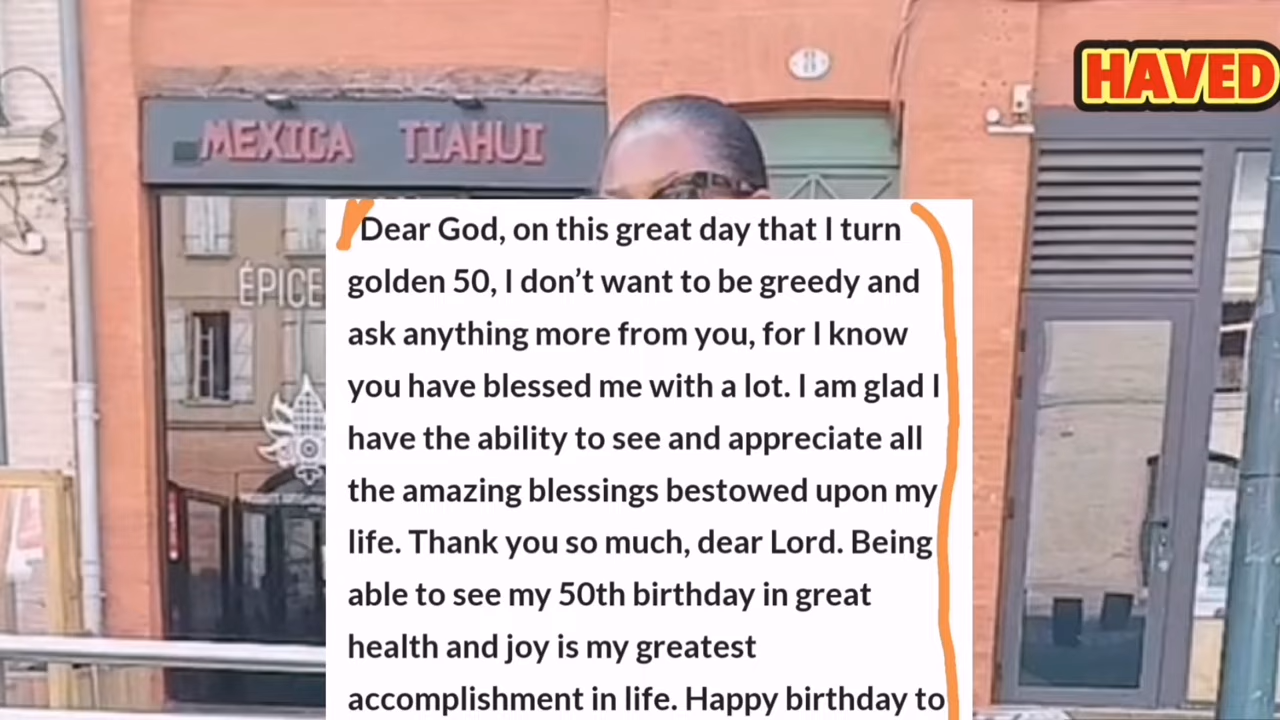 HAVED
8
MEXICA TIAHUI
ÉPICE
Dear God, on this great day that I turn
golden 50, I don’t want to be greedy and
ask anything more from you, for I know
you have blessed me with a lot. I am glad I
have the ability to see and appreciate all
the amazing blessings bestowed upon my
life. Thank you so much, dear Lord. Being
able to see my 50th birthday in great
health and joy is my greatest
accomplishment in life. Happy birthday to